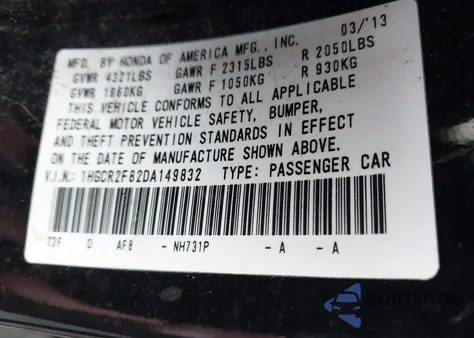 MFD. BY HONDA OF AMERICA MFG., INC. 03/'13
GVWR 4321LBS GAWR F 2315LBS R 2050LBS
GVWR 1960KG GAWR F 1050KG R 930KG
THIS VEHICLE CONFORMS TO ALL APPLICABLE
FEDERAL MOTOR VEHICLE SAFETY, BUMPER,
AND THEFT PREVENTION STANDARDS IN EFFECT
ON THE DATE OF MANUFACTURE SHOWN ABOVE.
V.I.N.: 1HGCR2F82DA149832 TYPE: PASSENGER CAR
T2F D AF8 - NH731P - A - A